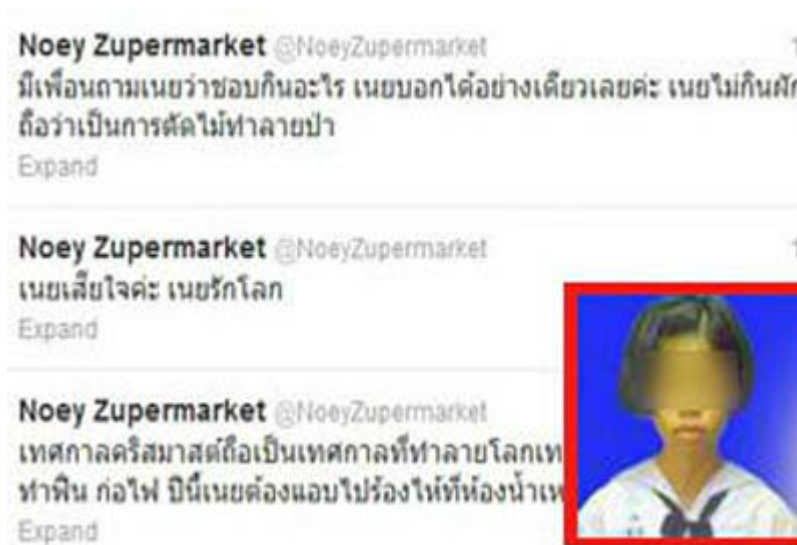 Noey Zupermarket @NoeyZupermarket
มีเพื่อนถามเนยว่าชอบกินอะไร เนยบอกได้อย่างเดียวเลยค่ะ เนยไม่กินผัก
ถือว่าเป็นการตัดไม้ทำลายป่า
Expand
Noey Zupermarket @NoeyZupermarket
เนยเสียใจค่ะ เนยรักโลก
Expand
Noey Zupermarket @NoeyZupermarket
เทศกาลคริสมาสต์ถือเป็นเทศกาลที่ทำลายโลก
ทำฟืน ก่อไฟ ปีนี้เนยต้องแอบไปร้องไห้ที่ห้องน้ำ
Expand